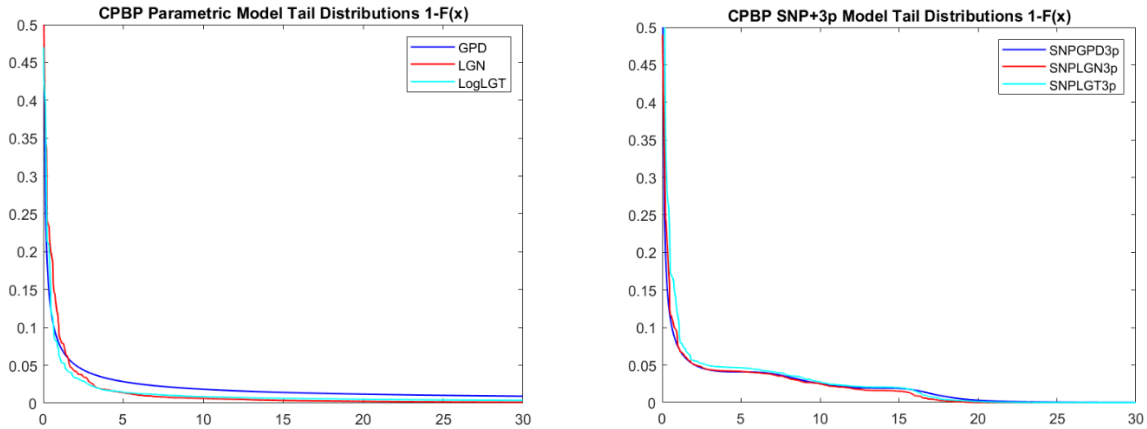 CPBP Parametric Model Tail Distributions 1-F(x)
0.5
0.45
0.4
0.35
0.3
0.25
0.2
0.15
0.1
0.05
0
0 5 10 15 20 25 30
GPD
LGN
LogLGT
CPBP SNP+3p Model Tail Distributions 1-F(x)
0.5
0.45
0.4
0.35
0.3
0.25
0.2
0.15
0.1
0.05
0
0 5 10 15 20 25 30
SNPGPD3p
SNPLGN3p
SNPLGT3p